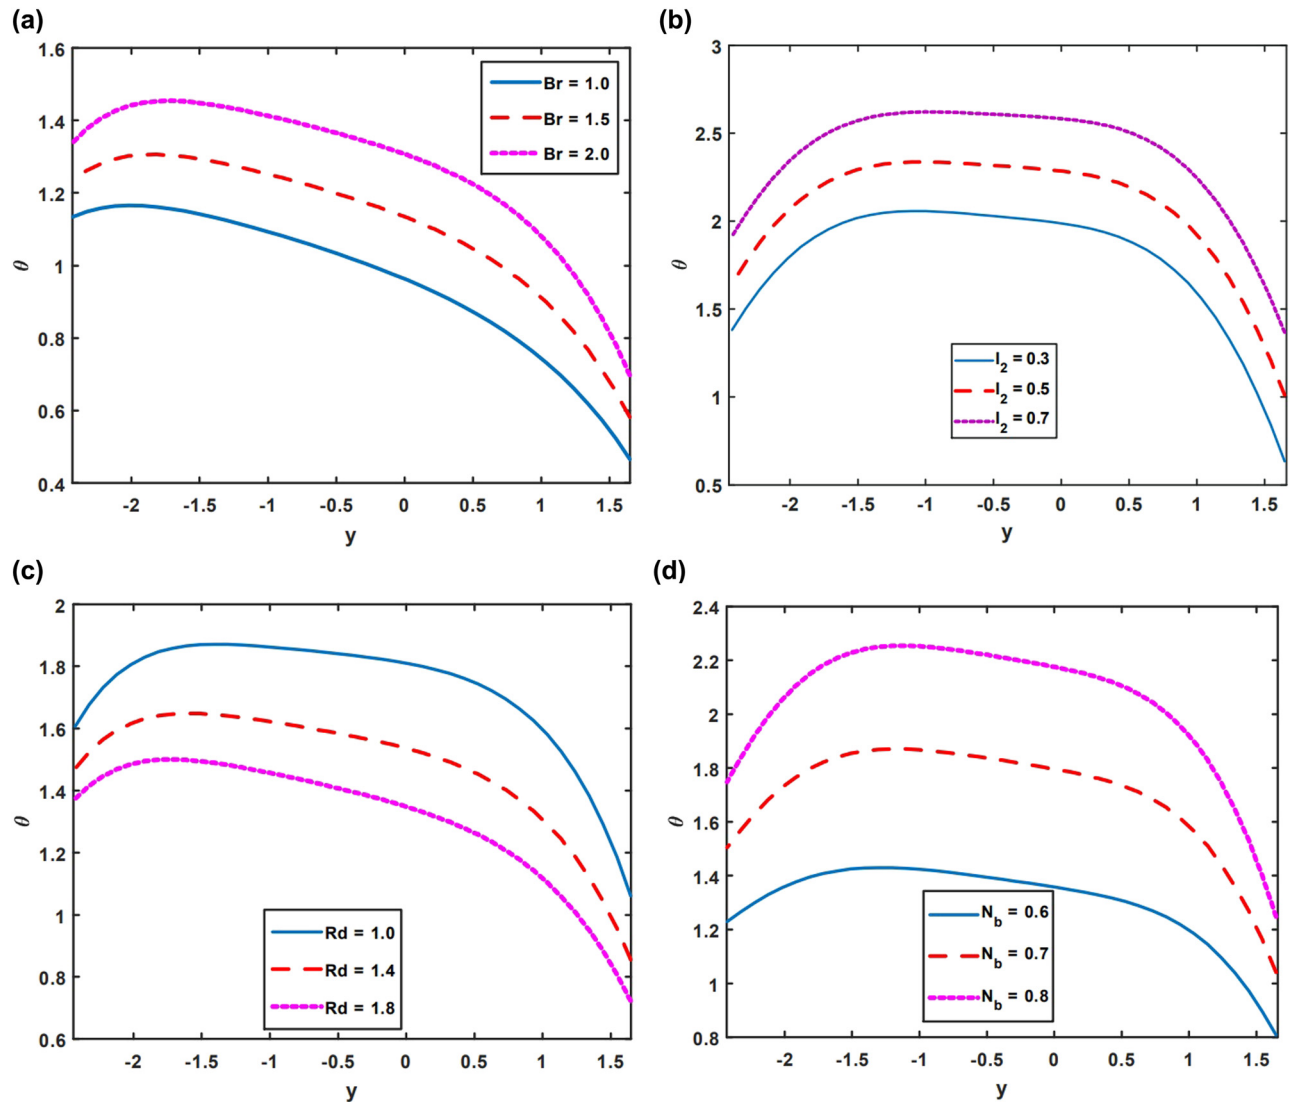 (a)
1.6
1.4
1.2
1
0.8
0.6
0.4
θ
-2 -1.5 -1 -0.5 0 0.5 1 1.5
y
Br = 1.0
Br = 1.5
Br = 2.0
(b)
3
2.5
2
1.5
1
0.5
θ
-2 -1.5 -1 -0.5 0 0.5 1 1.5
y
I₂ = 0.3
I₂ = 0.5
I₂ = 0.7
(c)
2
1.8
1.6
1.4
1.2
1
0.8
0.6
θ
-2 -1.5 -1 -0.5 0 0.5 1 1.5
y
Rd = 1.0
Rd = 1.4
Rd = 1.8
(d)
2.4
2.2
2
1.8
1.6
1.4
1.2
1
0.8
θ
-2 -1.5 -1 -0.5 0 0.5 1 1.5
y
N_b = 0.6
N_b = 0.7
N_b = 0.8